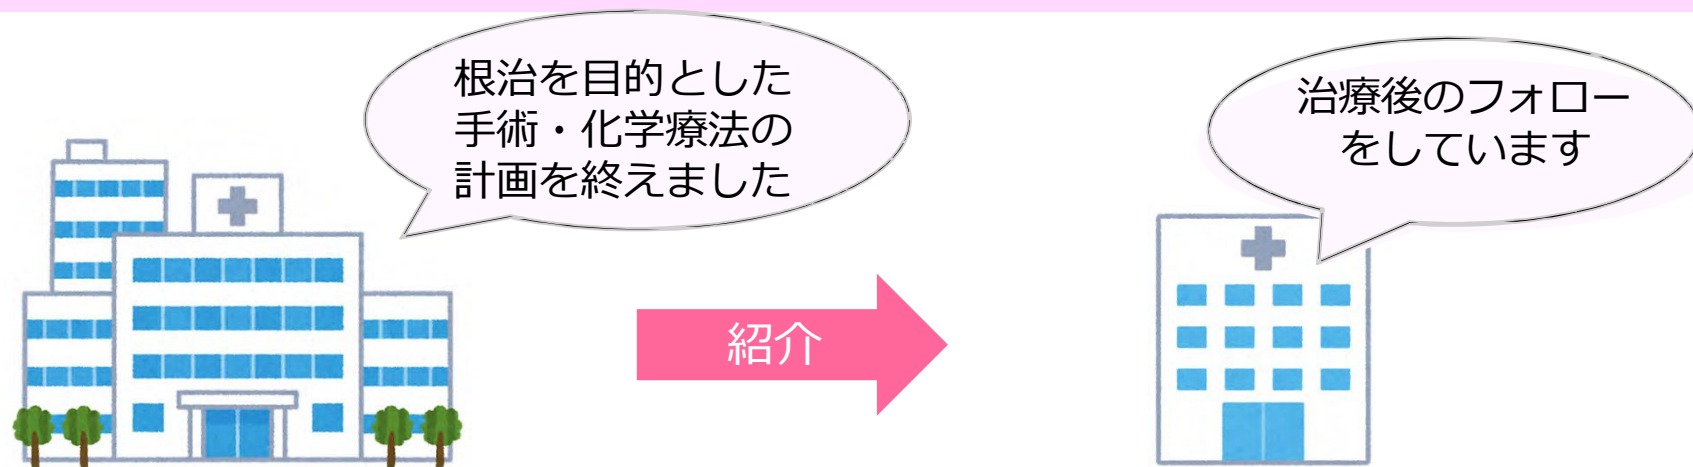 根治を目的とした
手術・化学療法の
計画を終えました
治療後のフォロー
をしています
紹介